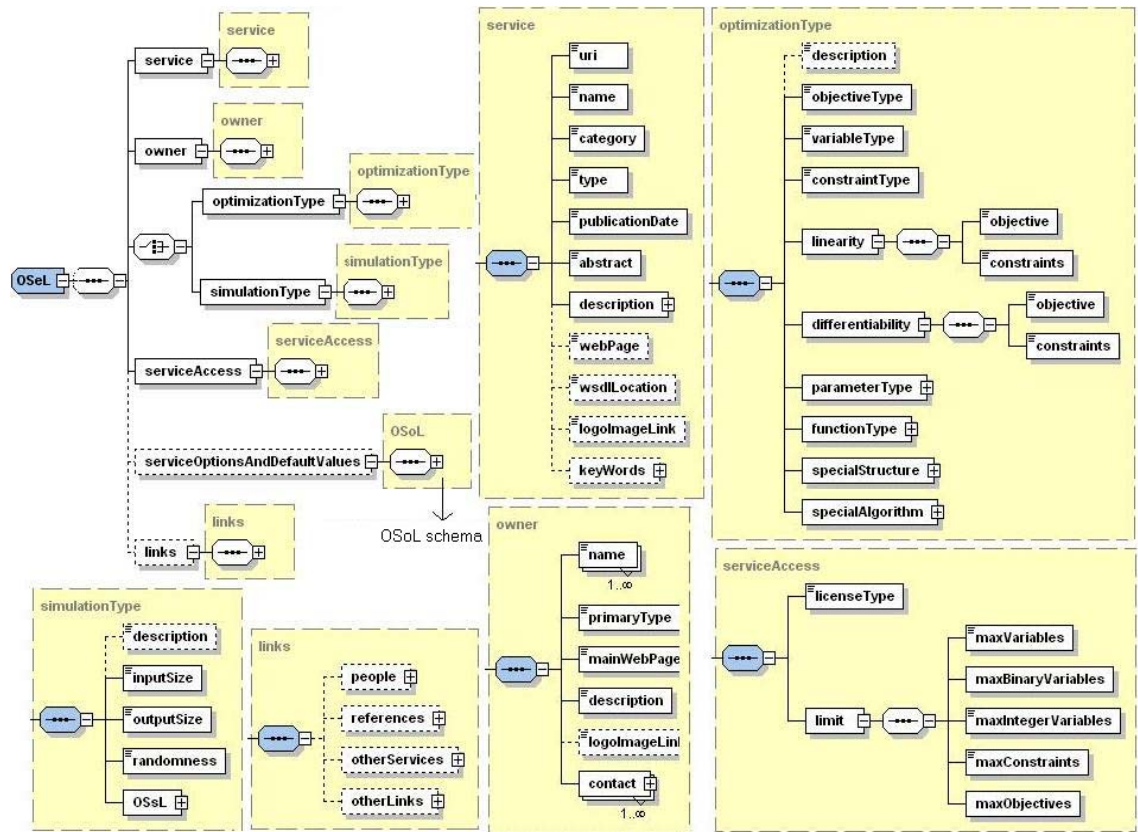 service
service
owner
owner
optimizationType
optimizationType
simulationType
simulationType
OSeL
serviceAccess
serviceAccess
OSoL
serviceOptionsAndDefaultValues
OSoL schema
links
links
service
uri
name
category
type
publicationDate
abstract
description
webPage
wsdlLocation
logoImageLink
keyWords
optimizationType
description
objectiveType
variableType
constraintType
linearity
objective
constraints
differentiability
objective
constraints
parameterType
functionType
specialStructure
specialAlgorithm
simulationType
description
inputSize
outputSize
randomness
OSsL
links
people
references
otherServices
otherLinks
owner
name
1..∞
primaryType
mainWebPage
description
logoImageLinl
contact
1..∞
serviceAccess
licenseType
limit
maxVariables
maxBinaryVariables
maxIntegerVariables
maxConstraints
maxObjectives